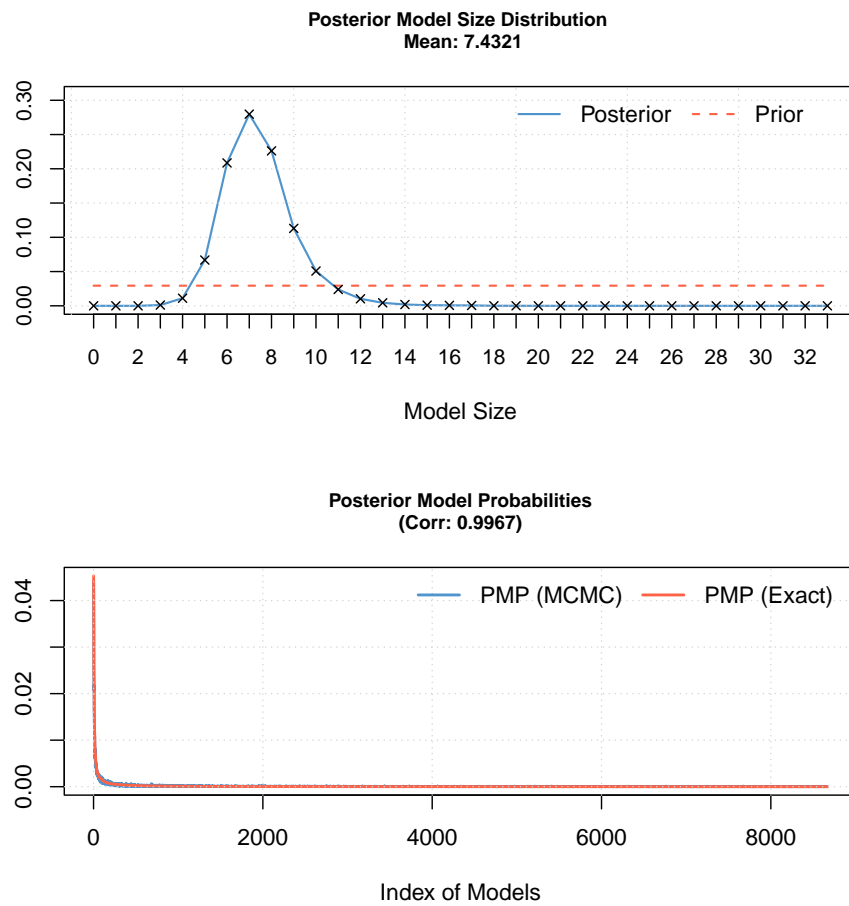 Posterior Model Size Distribution
Mean: 7.4321
0.30
Posterior
Prior
0.20
0.10
0.00
0 2 4 6 8 10 12 14 16 18 20 22 24 26 28 30 32
Model Size
Posterior Model Probabilities
(Corr: 0.9967)
PMP (MCMC)
PMP (Exact)
0.04
0.02
0.00
0 2000 4000 6000 8000
Index of Models